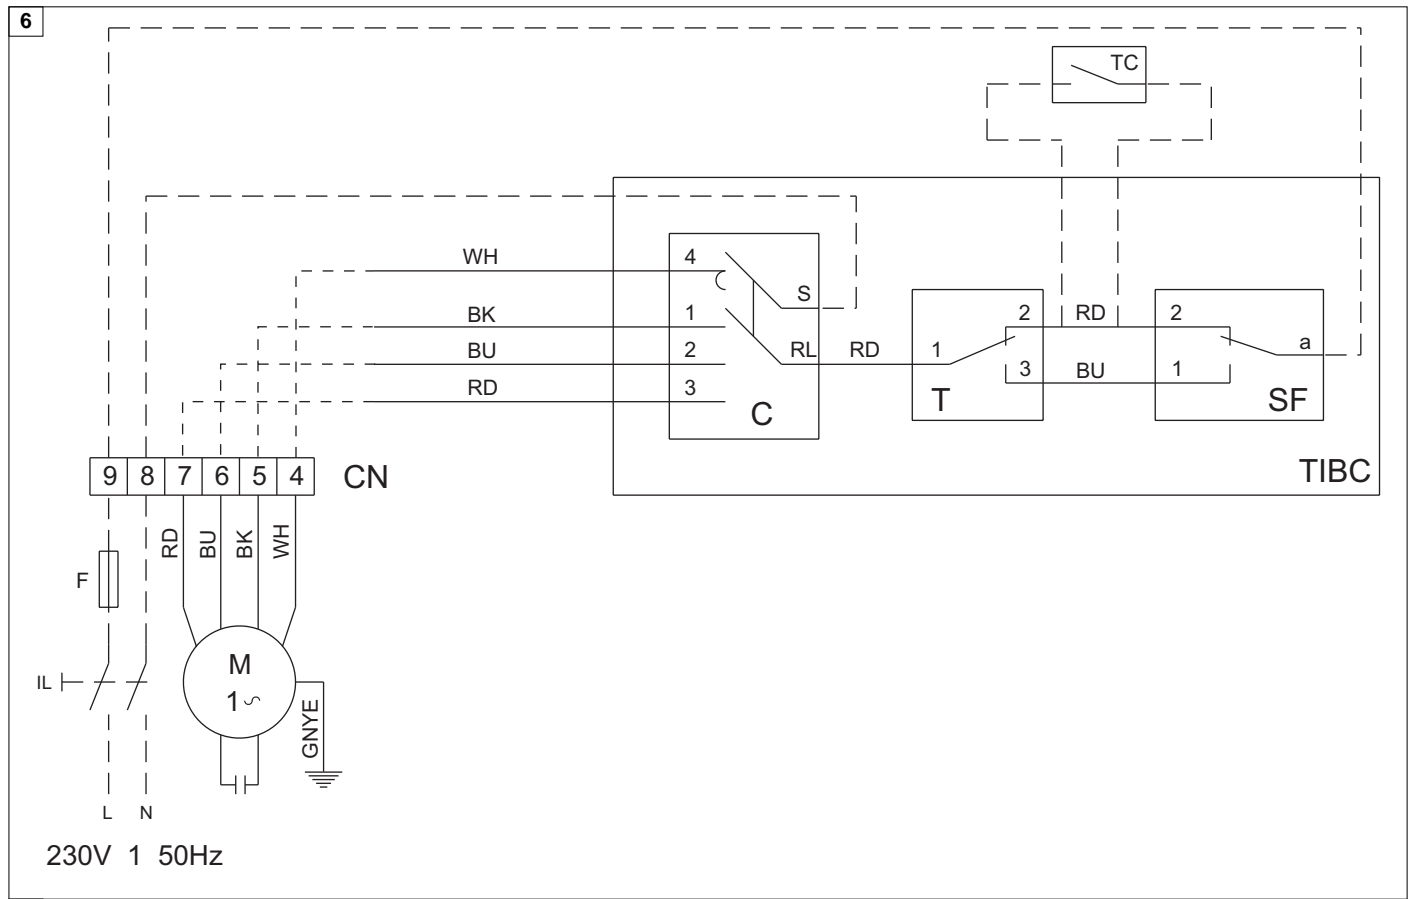 6
TC
WH 4
S
BK 1
BU 2 RL RD 1 2 RD 2 a
RD 3 3 BU 1
C T SF
TIBC
9 8 7 6 5 4 CN
RD BU BK WH
F
M
1~
IL
GNYE
L N
230V 1 50Hz